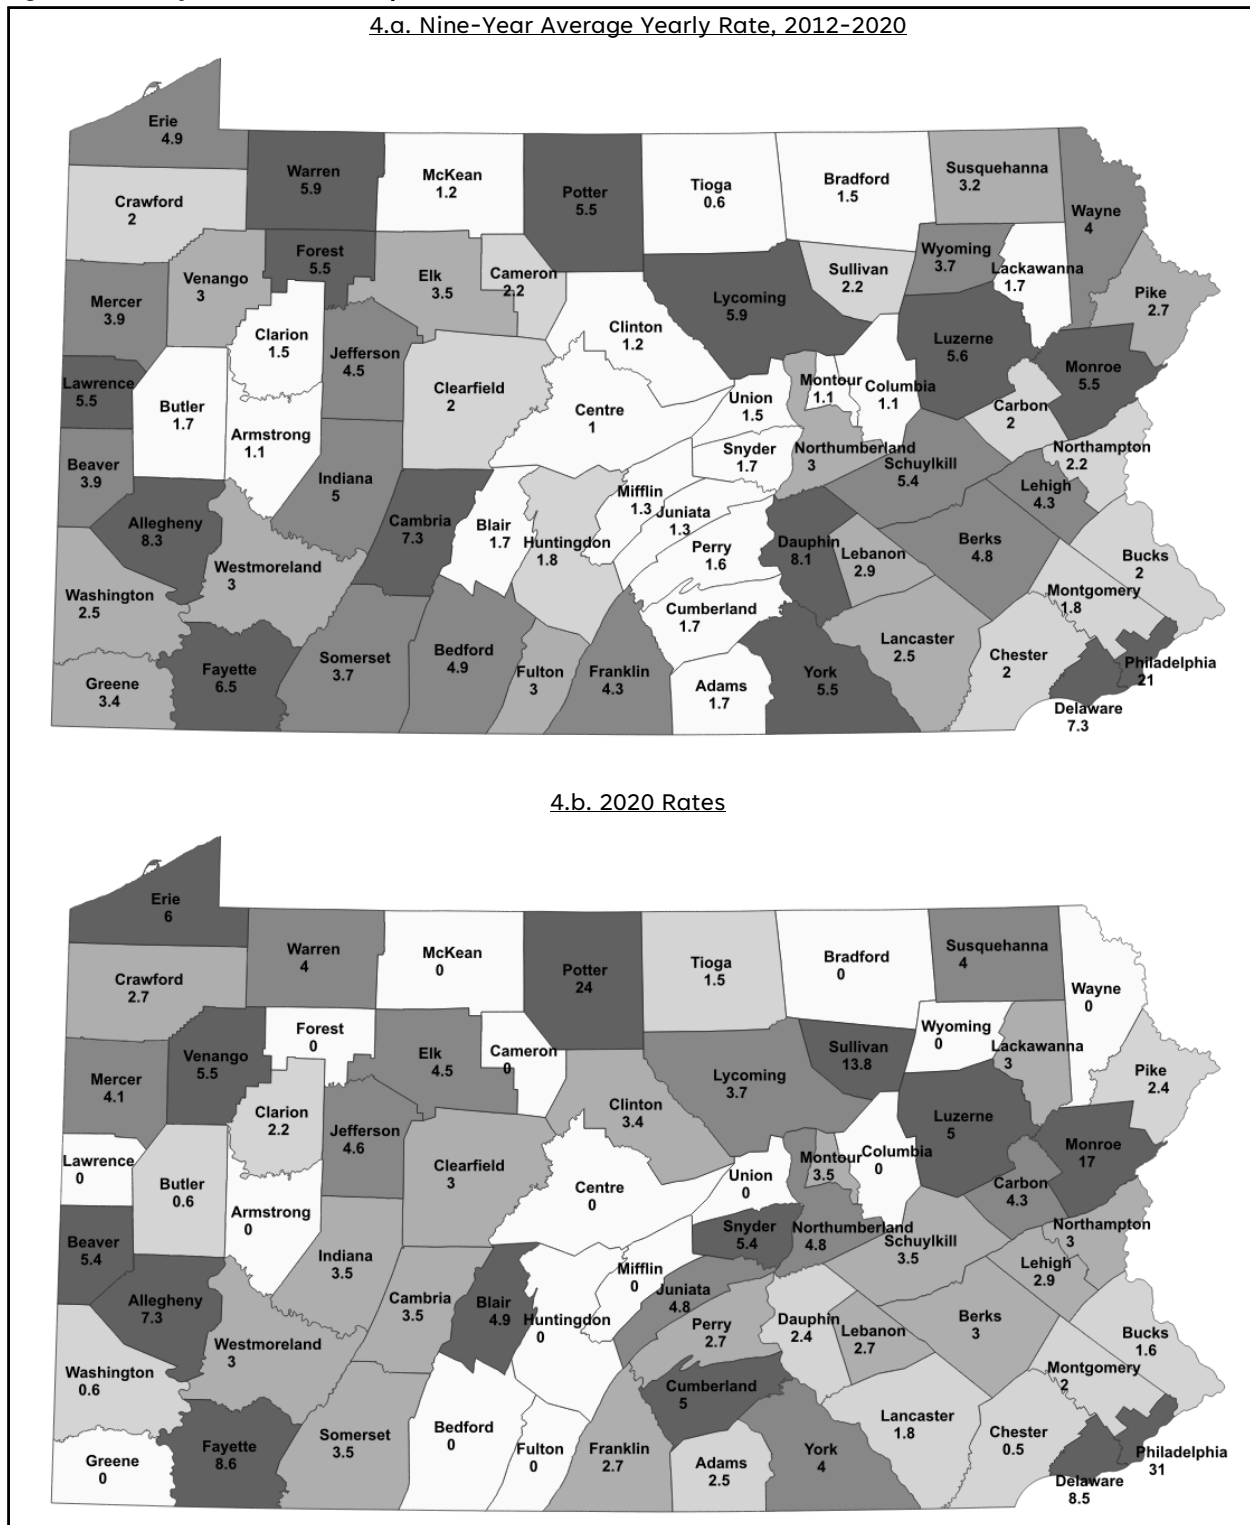 4.a. Nine-Year Average Yearly Rate, 2012-2020
Erie
4.9
Crawford
2
Warren
5.9
McKean
1.2
Potter
5.5
Tioga
0.6
Bradford
1.5
Susquehanna
3.2
Wayne
4
Mercer
3.9
Venango
3
Forest
5.5
Elk
3.5
Cameron
2.2
Clinton
1.2
Lycoming
5.9
Sullivan
2.2
Wyoming
3.7
Lackawanna
1.7
Pike
2.7
Lawrence
5.5
Butler
1.7
Clarion
1.5
Jefferson
4.5
Clearfield
2
Centre
1
Union
1.5
Montour
1.1
Columbia
1.1
Luzerne
5.6
Monroe
5.5
Carbon
2
Beaver
3.9
Armstrong
1.1
Indiana
5
Snyder
1.7
Northumberland
3
Schuylkill
5.4
Northampton
2.2
Lehigh
4.3
Allegheny
8.3
Westmoreland
3
Cambria
7.3
Blair
1.7
Huntingdon
1.8
Mifflin
1.3
Juniata
1.3
Perry
1.6
Dauphin
8.1
Lebanon
2.9
Berks
4.8
Bucks
2
Montgomery
1.8
Washington
2.5
Greene
3.4
Fayette
6.5
Somerset
3.7
Bedford
4.9
Fulton
3
Franklin
4.3
Cumberland
1.7
Adams
1.7
York
5.5
Lancaster
2.5
Chester
2
Philadelphia
21
Delaware
7.3
4.b. 2020 Rates
Erie
6
Crawford
2.7
Warren
4
McKean
0
Potter
24
Tioga
1.5
Bradford
0
Susquehanna
4
Wayne
0
Mercer
4.1
Venango
5.5
Forest
0
Elk
4.5
Cameron
0
Clinton
3.4
Lycoming
3.7
Sullivan
13.8
Wyoming
0
Lackawanna
3
Pike
2.4
Lawrence
0
Butler
0.6
Clarion
2.2
Jefferson
4.6
Clearfield
3
Centre
0
Union
0
Montour
3.5
Columbia
0
Luzerne
5
Monroe
17
Carbon
4.3
Beaver
5.4
Armstrong
0
Indiana
3.5
Snyder
5.4
Northumberland
4.8
Schuylkill
3.5
Northampton
3
Lehigh
2.9
Allegheny
7.3
Westmoreland
3
Cambria
3.5
Blair
4.9
Huntingdon
0
Mifflin
0
Juniata
4.8
Perry
2.7
Dauphin
2.4
Lebanon
2.7
Berks
3
Bucks
1.6
Montgomery
2
Washington
0.6
Greene
0
Fayette
8.6
Somerset
3.5
Bedford
0
Fulton
0
Franklin
2.7
Cumberland
5
Adams
2.5
York
4
Lancaster
1.8
Chester
0.5
Philadelphia
31
Delaware
8.5